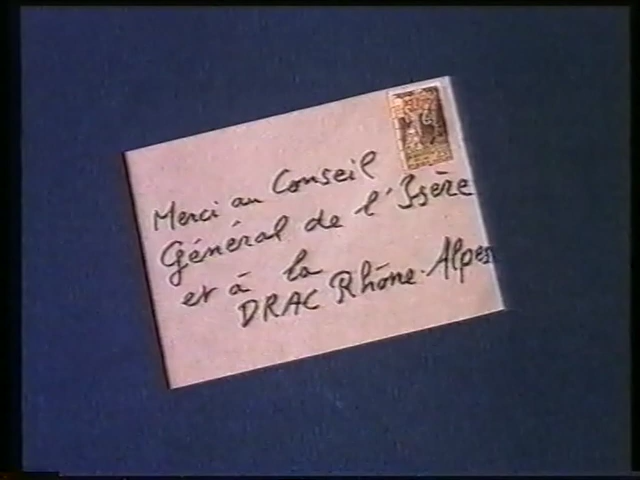 Merci au Conseil
Général de l'Isère
et à la
DRAC Rhône-Alpes